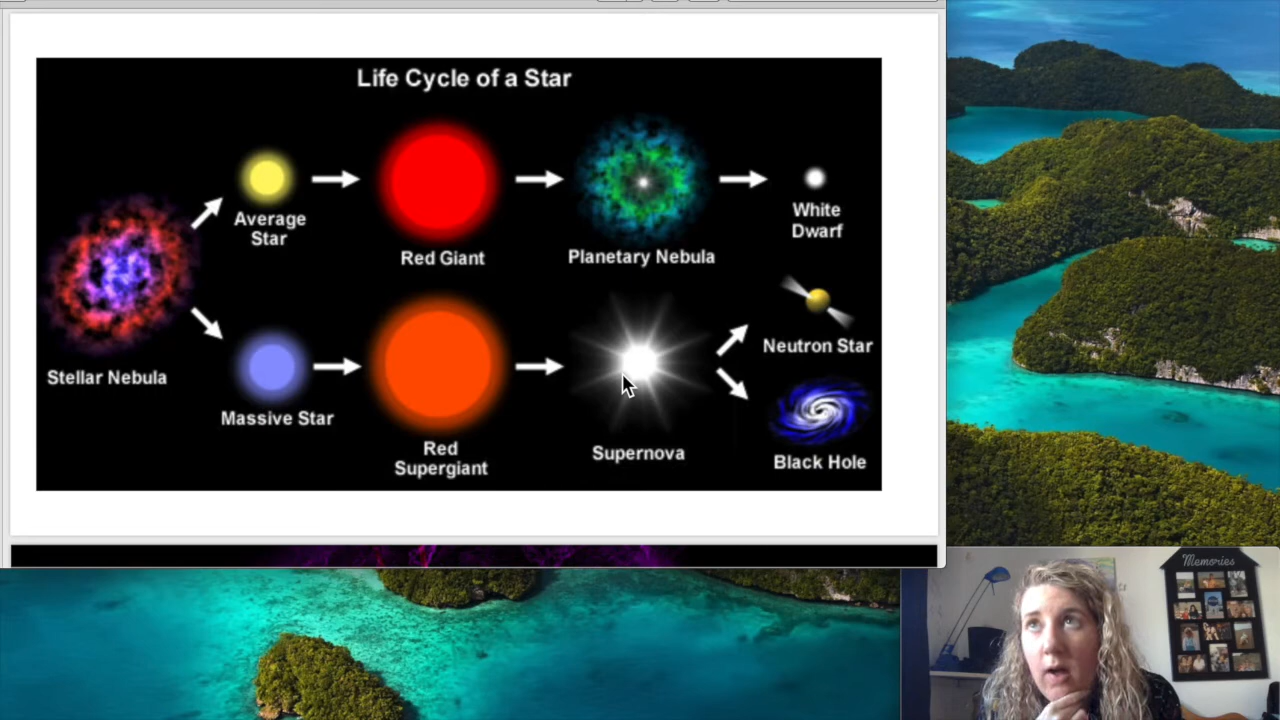 Life Cycle of a Star
Average
Star
Red Giant
Planetary Nebula
White
Dwarf
Stellar Nebula
Massive Star
Red
Supergiant
Supernova
Neutron Star
Black Hole
Memories